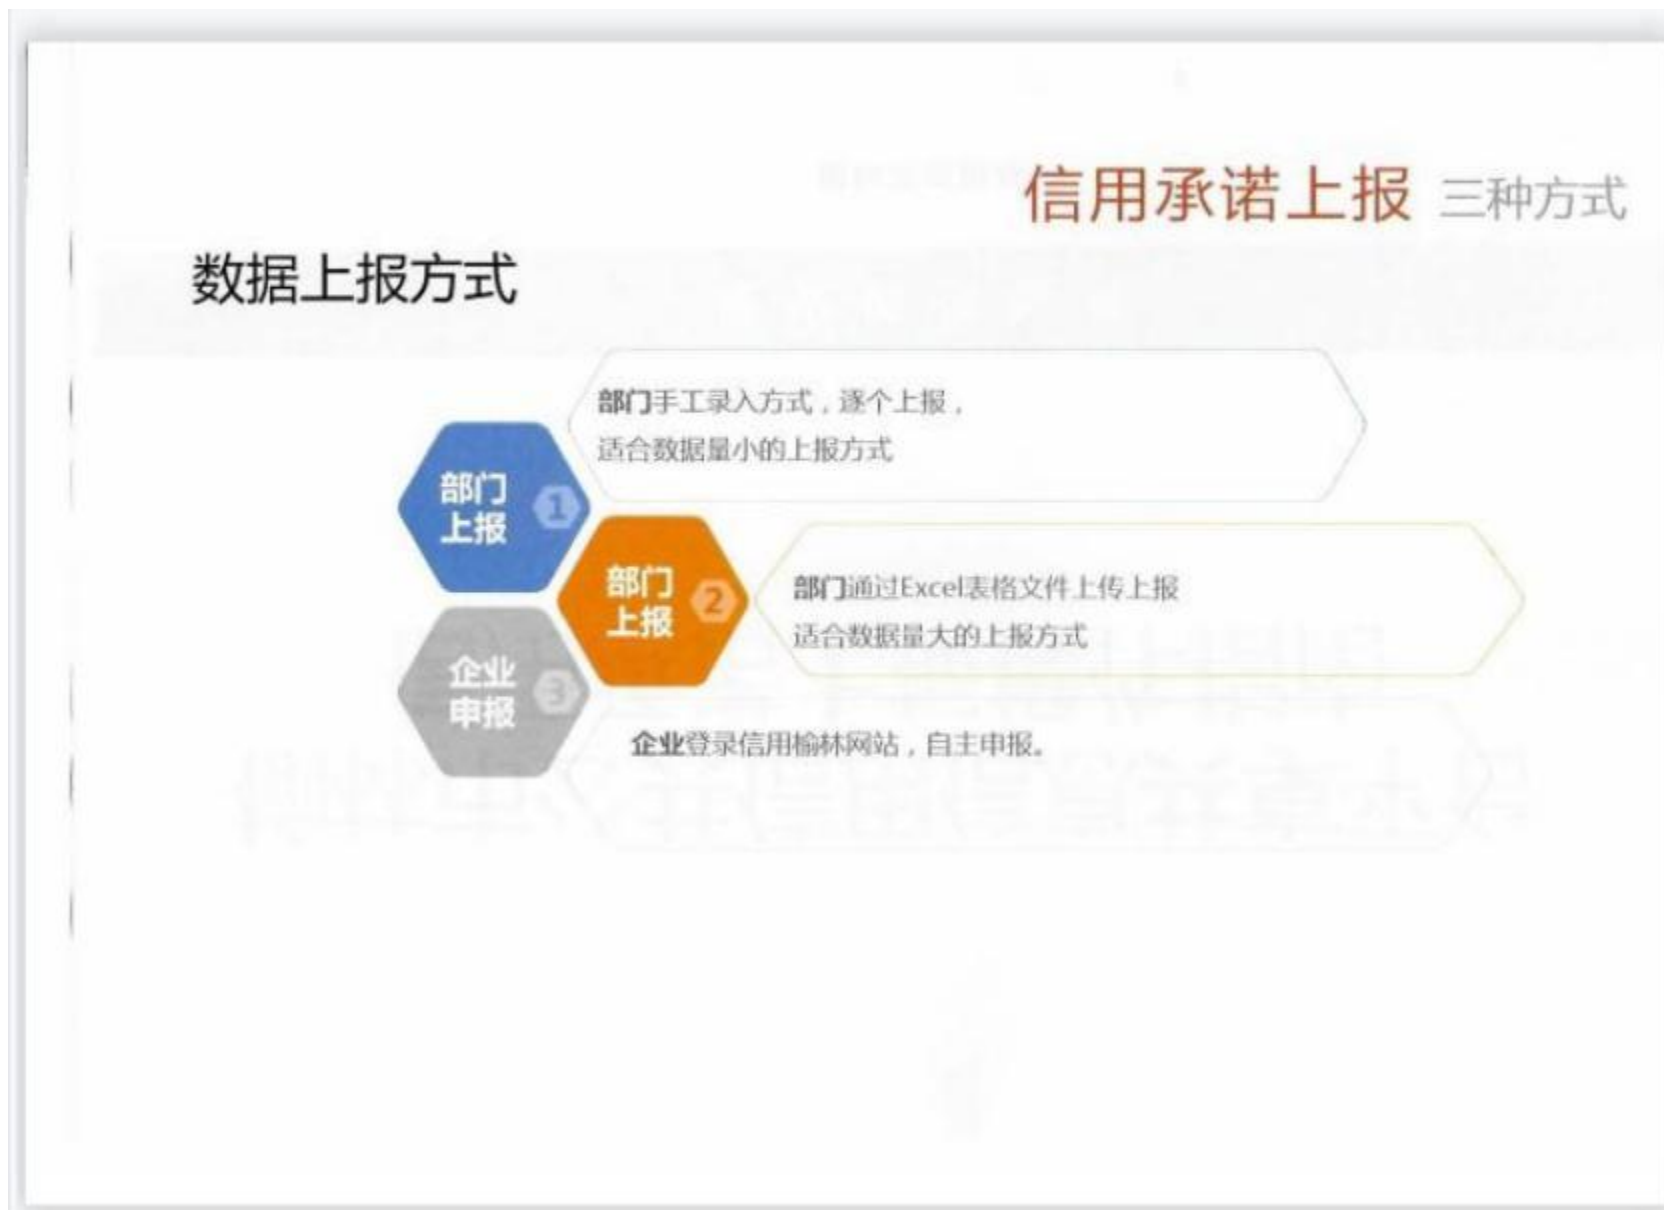 信用承诺上报 三种方式
数据上报方式
部门手工录入方式，逐个上报，
适合数据量小的上报方式
部门
上报
1
部门
上报
2
部门通过Excel表格文件上传上报
适合数据量大的上报方式
企业
申报
3
企业登录信用榆林网站，自主申报。